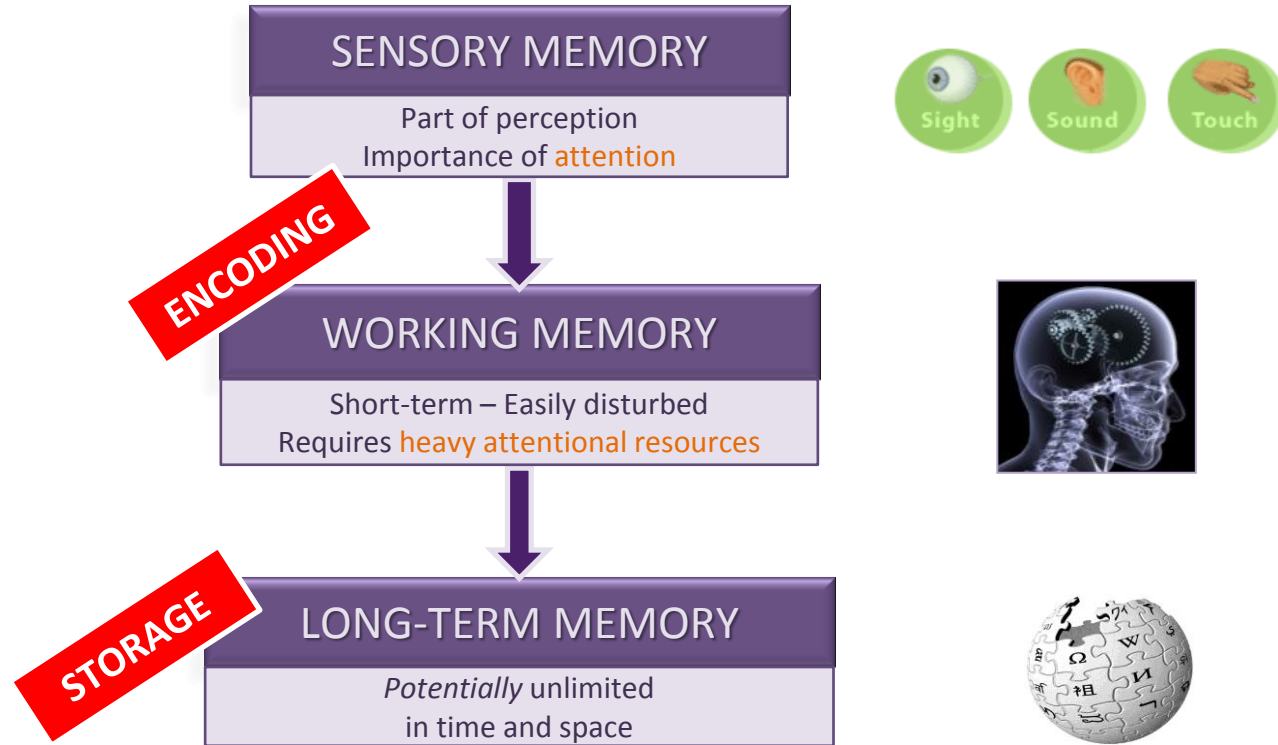 SENSORY MEMORY
Part of perception
Importance of attention
Sight
Sound
Touch
ENCODING
WORKING MEMORY
Short-term – Easily disturbed
Requires heavy attentional resources
STORAGE
LONG-TERM MEMORY
Potentially unlimited
in time and space
Ω
W
祖
И